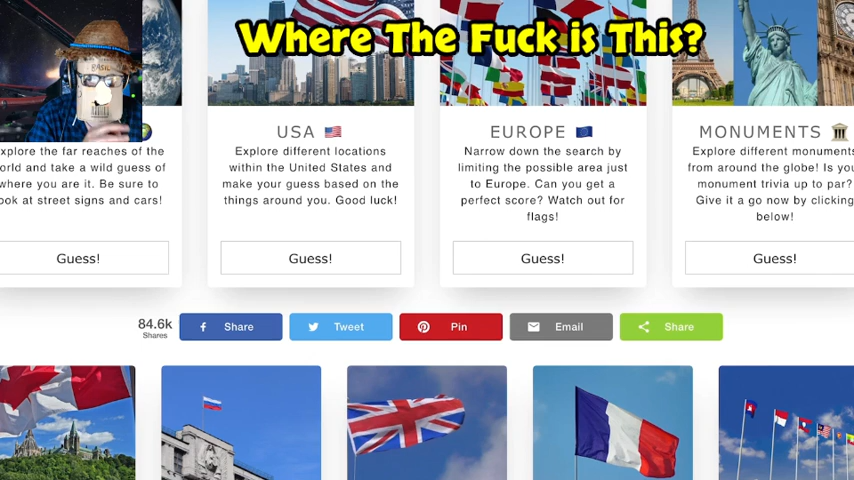 Where The Fuck is This?
BASIL
USA
EUROPE
MONUMENTS
xplore the far reaches of the
orld and take a wild guess of
where you are it. Be sure to
ook at street signs and cars!
Explore different locations
within the United States and
make your guess based on the
things around you. Good luck!
Narrow down the search by
limiting the possible area just
to Europe. Can you get a
perfect score? Watch out for
flags!
Explore different monuments
from around the globe! Is you
monument trivia up to par?
Give it a go now by clicking
below!
Guess!
Guess!
Guess!
Guess!
84.6k
Shares
Share
Tweet
Pin
Email
Share